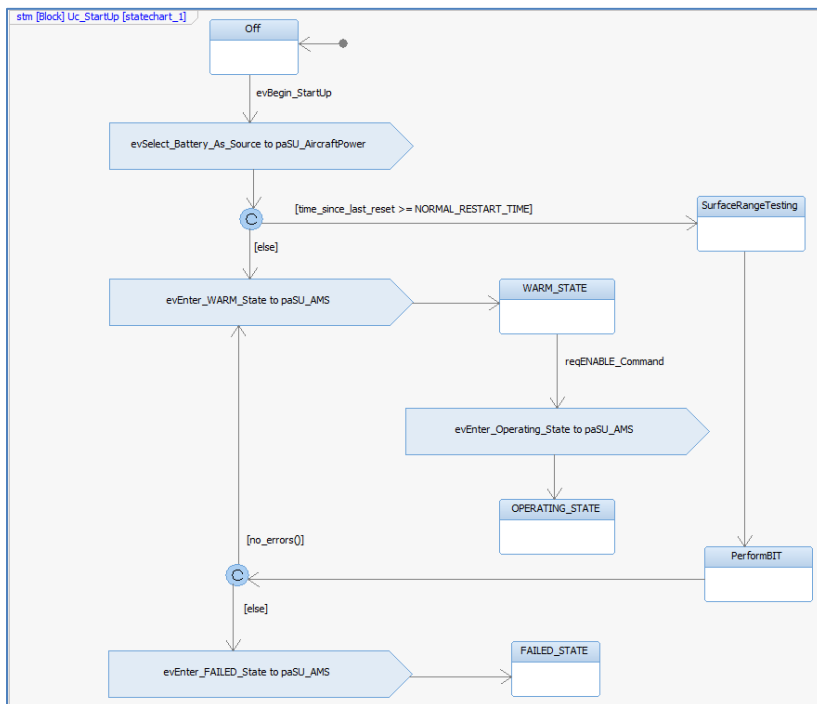 stm [Block] Uc_StartUp [statechart_1]
Off
evBegin_StartUp
evSelect_Battery_As_Source to paSU_AircraftPower
[time_since_last_reset >= NORMAL_RESTART_TIME]
SurfaceRangeTesting
C
[else]
evEnter_WARM_State to paSU_AMS
WARM_STATE
reqENABLE_Command
evEnter_Operating_State to paSU_AMS
OPERATING_STATE
[no_errors()]
PerformBIT
C
[else]
evEnter_FAILED_State to paSU_AMS
FAILED_STATE